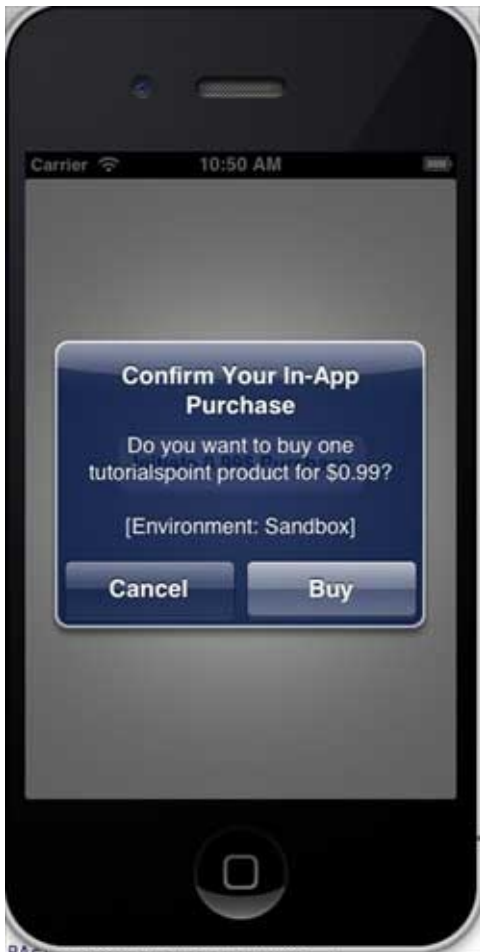 Carrier 10:50 AM
Confirm Your In-App
Purchase
Do you want to buy one
tutorialspoint product for $0.99?
[Environment: Sandbox]
Cancel Buy